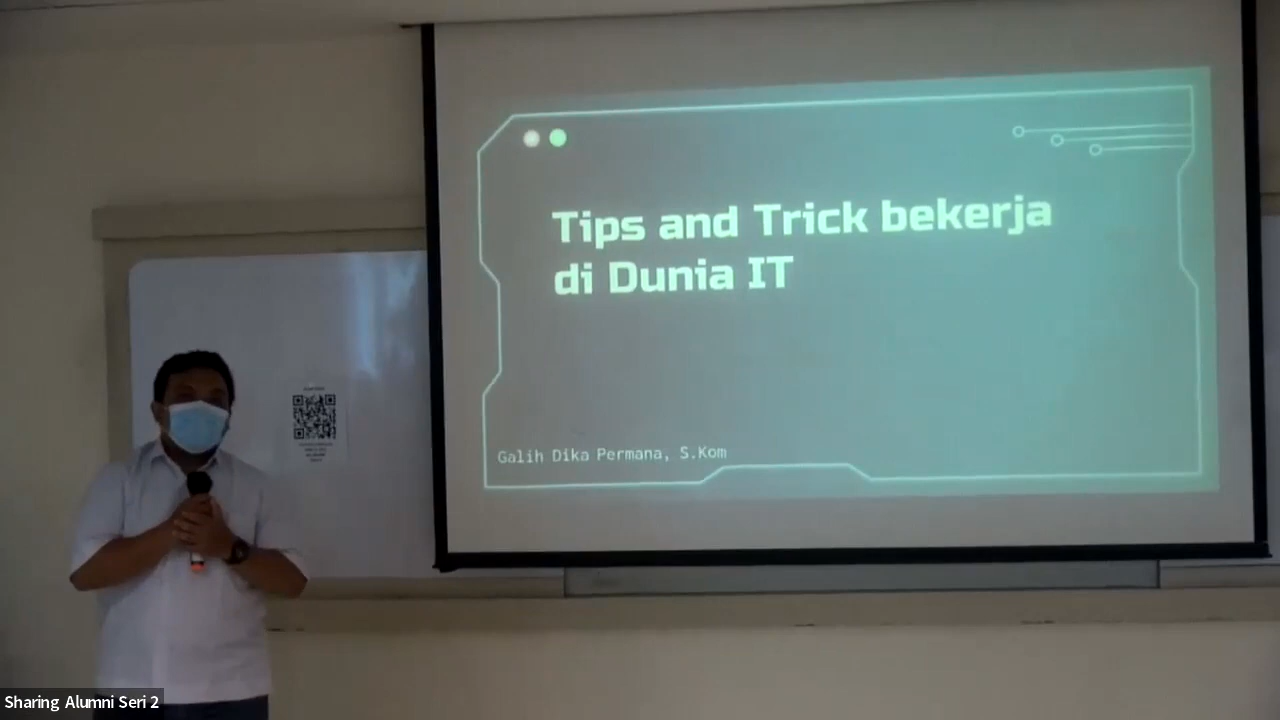 Tips and Trick bekerja
di Dunia IT
Galih Dika Permana, S.Kom
Sharing Alumni Seri 2